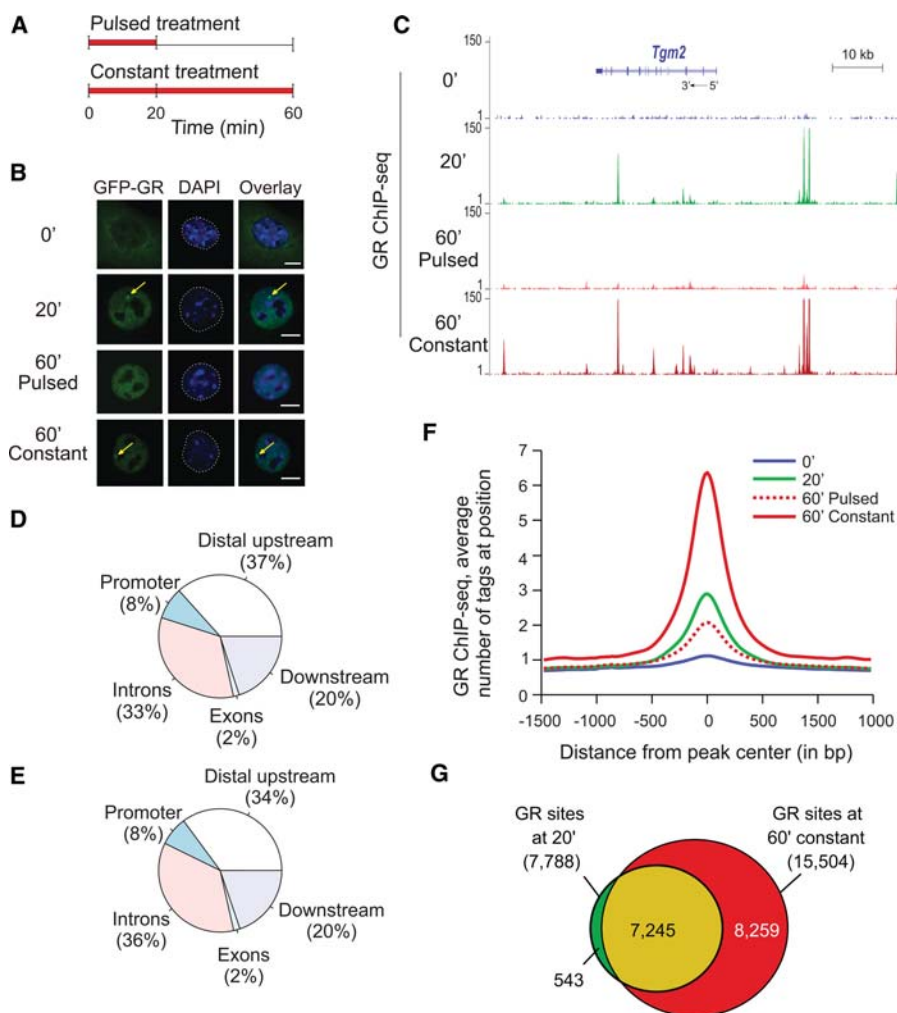 A
Pulsed treatment
Constant treatment
0 20 60
Time (min)
B
GFP-GR DAPI Overlay
0'
20'
60'
Pulsed
60'
Constant
C
GR ChIP-seq
150
0'
1
Tgm2
3' ← 5'
10 kb
150
20'
1
150
60'
Pulsed
1
150
60'
Constant
1
D
Distal upstream
(37%)
Promoter
(8%)
Introns
(33%)
Exons
(2%)
Downstream
(20%)
E
Distal upstream
(34%)
Promoter
(8%)
Introns
(36%)
Exons
(2%)
Downstream
(20%)
F
GR ChIP-seq, average
number of tags at position
7
6
5
4
3
2
1
0
0'
20'
60' Pulsed
60' Constant
-1500 -1000 -500 0 500 1000
Distance from peak center (in bp)
G
GR sites
at 20'
(7,788)
GR sites at
60' constant
(15,504)
7,245
8,259
543